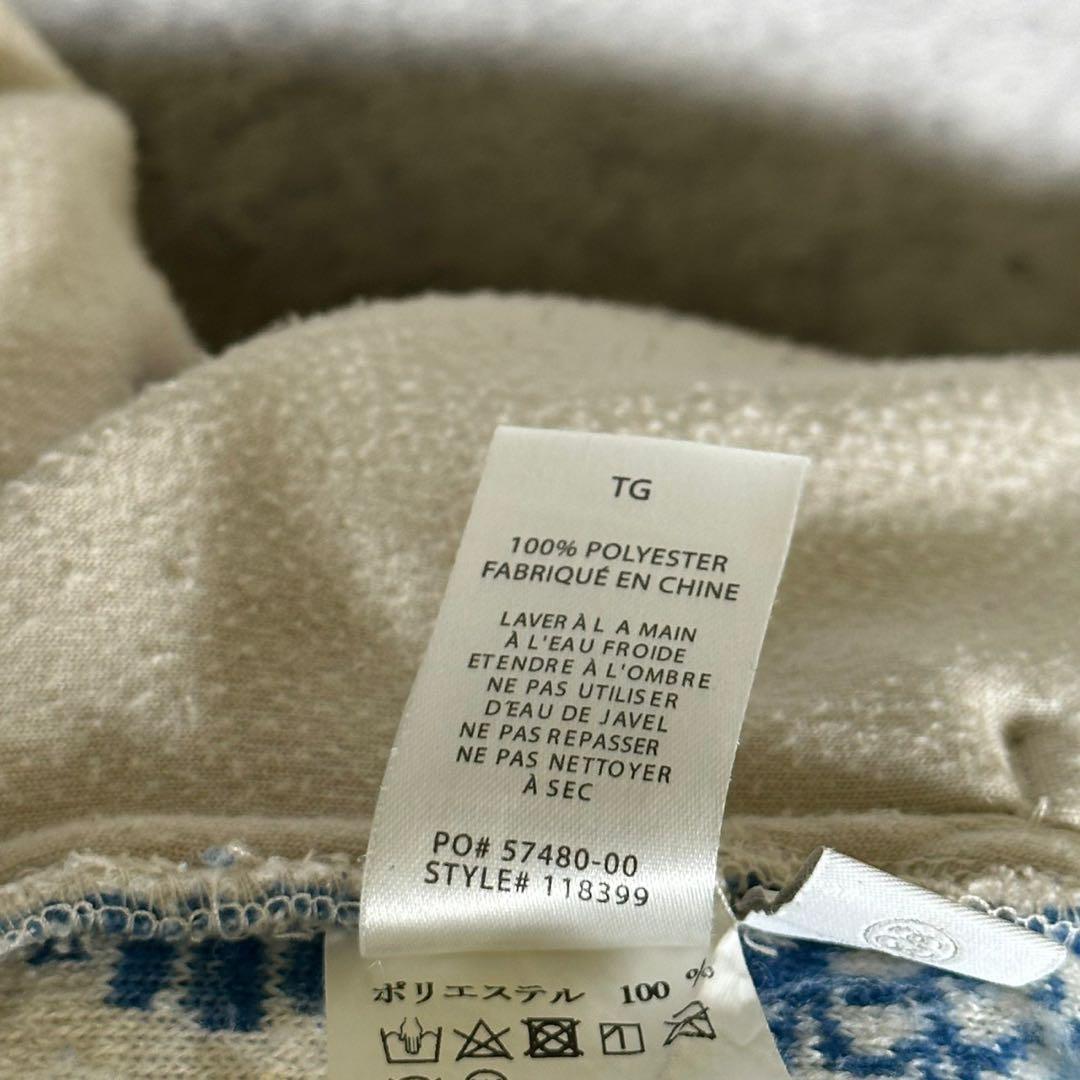 TG
100% POLYESTER
FABRIQUÉ EN CHINE
LAVER À L A MAIN
À L'EAU FROIDE
ETENDRE À L'OMBRE
NE PAS UTILISER
D'EAU DE JAVEL
NE PAS REPASSER
NE PAS NETTOYER
À SEC
PO# 57480-00
STYLE# 118399
ポリエステル 100 %